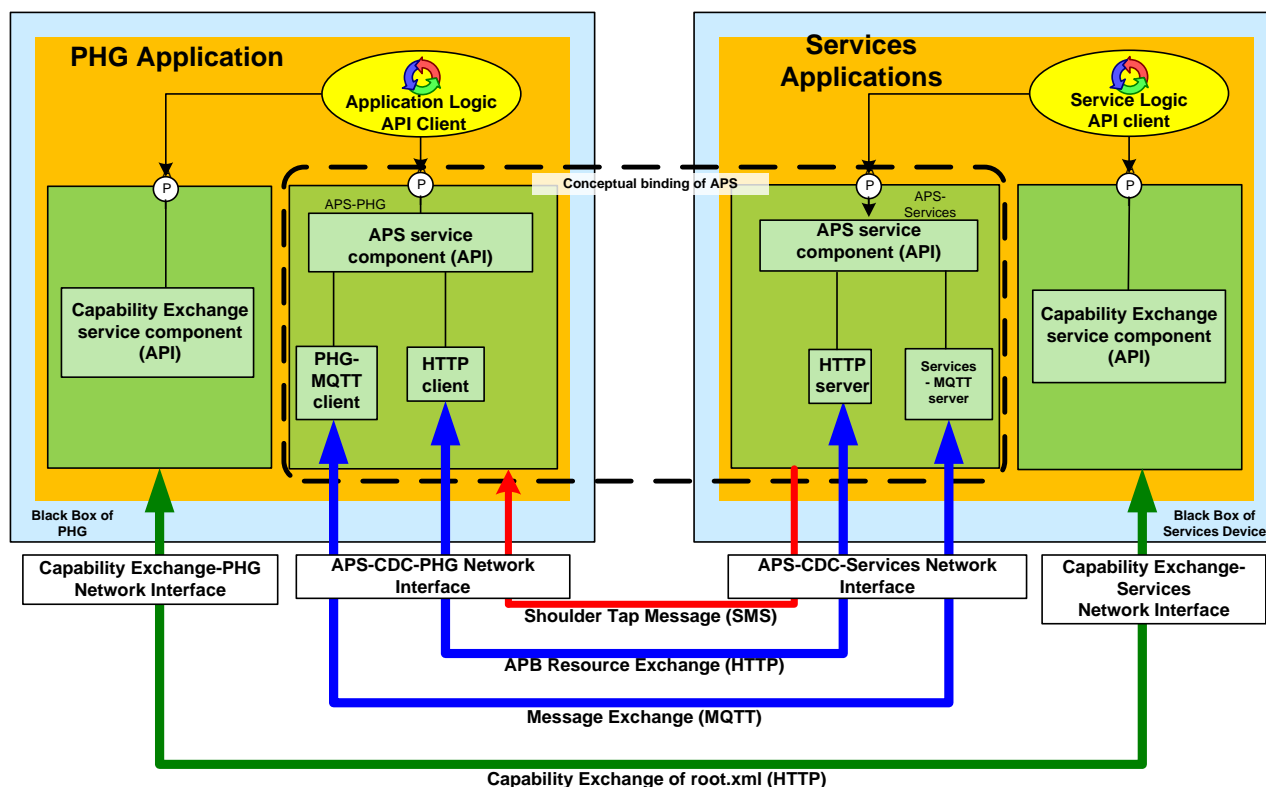 PHG Application
Application Logic
API Client
P
P
APS-PHG
APS service
component (API)
Capability Exchange
service component
(API)
PHG-
MQTT
client
HTTP
client
Black Box of
PHG
Conceptual binding of APS
Services
Applications
Service Logic
API client
P
P
APS-
Services
APS service
component (API)
HTTP
server
Services
- MQTT
server
Capability Exchange
service component
(API)
Black Box of
Services Device
Capability Exchange-PHG
Network Interface
APS-CDC-PHG Network
Interface
APS-CDC-Services Network
Interface
Capability Exchange-
Services
Network Interface
Shoulder Tap Message (SMS)
APB Resource Exchange (HTTP)
Message Exchange (MQTT)
Capability Exchange of root.xml (HTTP)